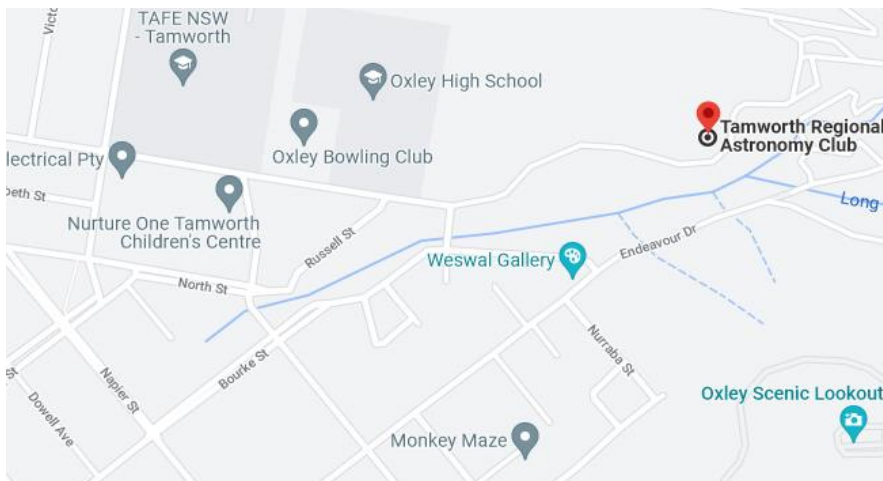 TAFE NSW
- Tamworth
Oxley High School
Tamworth Regional
Astronomy Club
Oxley Bowling Club
lectrical Pty
beth St
Nurture One Tamworth
Children's Centre
Russell St
Long
Endeavour Dr
Weswal Gallery
North St
Nurraba St
Bourke St
Napier St
Dowell Ave
St
Oxley Scenic Lookout
Monkey Maze